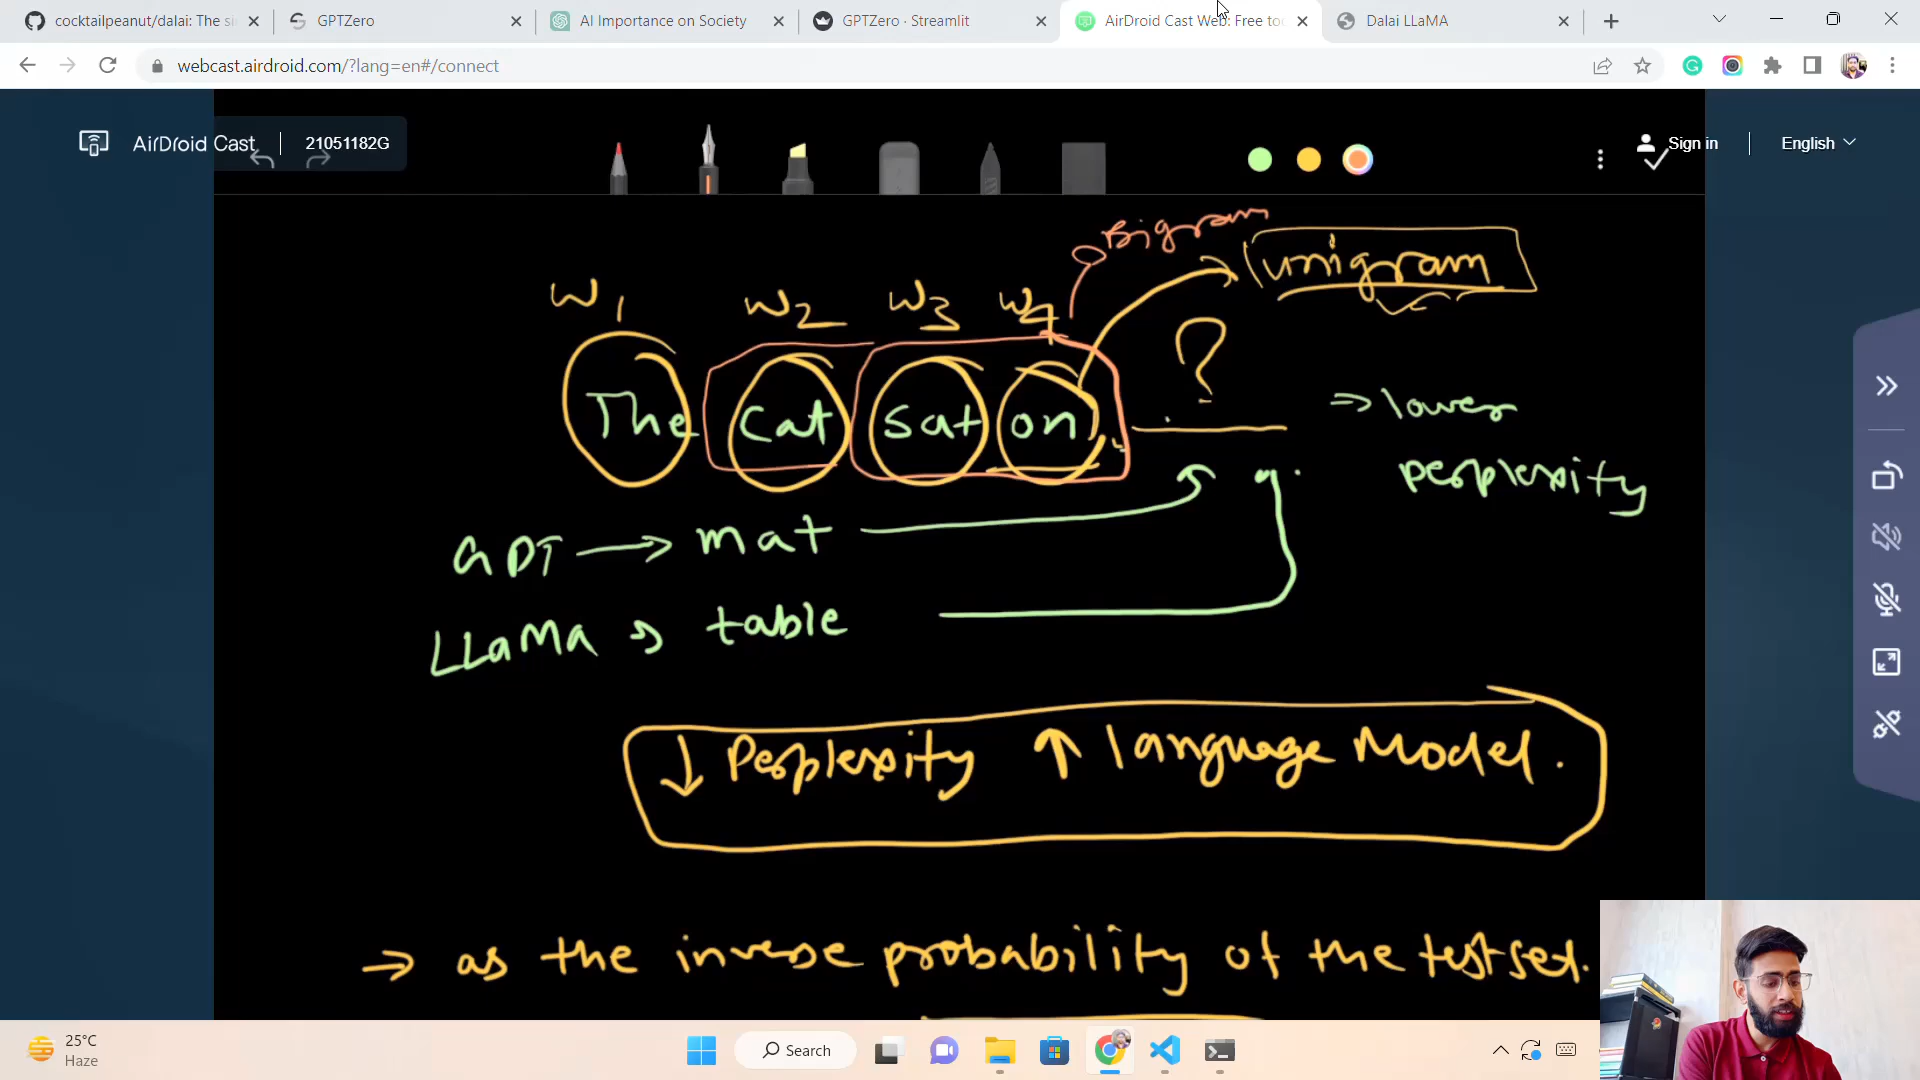 cocktailpeanut/dalai: The si
GPTZero
AI Importance on Society
GPTZero · Streamlit
AirDroid Cast Web: Free too
Dalai LLaMA
webcast.airdroid.com/?lang=en#/connect
AirDroid Cast
21051182G
Sign in
English
Bigram
unigram
w1 w2 w3 w4
The Cat Sat on ?
⇒ lower
perplexity
GPT → mat
LLaMa → table
↓ Perplexity ↑ language Model.
→ as the inverse probability of the test set.
25°C
Haze
Search